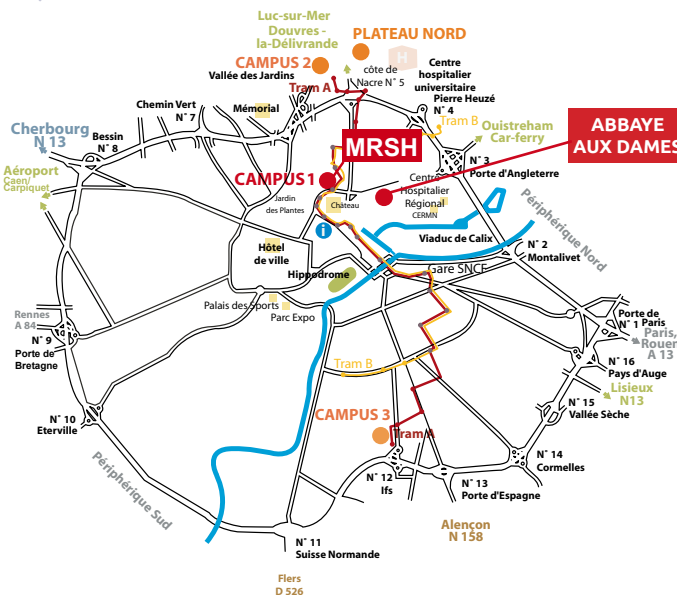 Luc-sur-Mer
Douvres -
la-Délivrande
PLATEAU NORD
CAMPUS 2
Vallée des Jardins
H
Centre
hospitalier
universitaire
Pierre Heuzé
côte de
Nacre N° 5
Tram A
N° 4
Chemin Vert
N° 7
Mémorial
Tram B
Ouistreham
Car-ferry
ABBAYE
AUX DAMES
Cherbourg
N 13
Bessin
N° 8
MRSH
N° 3
Porte d'Angleterre
Aéroport
Caen/
Carpiquet
CAMPUS 1
Centre
Hospitalier
Régional
CERMN
Jardin
des Plantes
Château
Périphérique Nord
i
Viaduc de Calix
N° 2
Montalivet
Hôtel
de ville
Hippodrome
Gare SNCF
Palais des Sports
Parc Expo
Rennes
A 84
N° 9
Porte de
Bretagne
Porte de
Paris
N° 1
Paris,
Rouen
A 13
Tram B
N° 16
Pays d'Auge
Lisieux
N13
N° 15
Vallée Sèche
N° 10
Eterville
CAMPUS 3
Tram A
N° 14
Cormelles
Périphérique Sud
N° 12
Ifs
N° 13
Porte d'Espagne
Alençon
N 158
N° 11
Suisse Normande
Flers
D 526